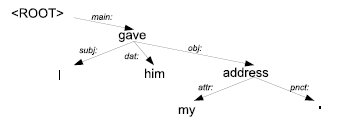 <ROOT> main:
gave
subj: dat: obj:
I him address
attr: pnct:
my .